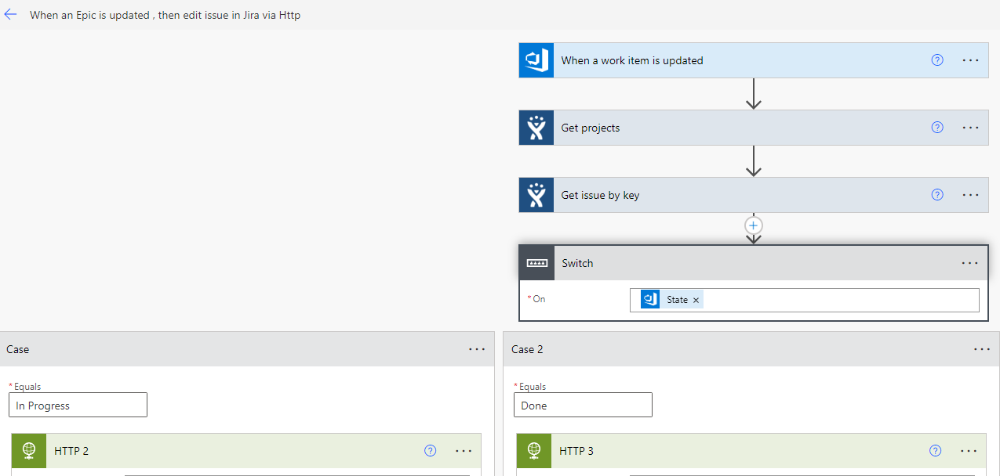 When an Epic is updated , then edit issue in Jira via Http
When a work item is updated
Get projects
Get issue by key
Switch
*On
State ×
Case
Case 2
*Equals
In Progress
*Equals
Done
HTTP 2
HTTP 3